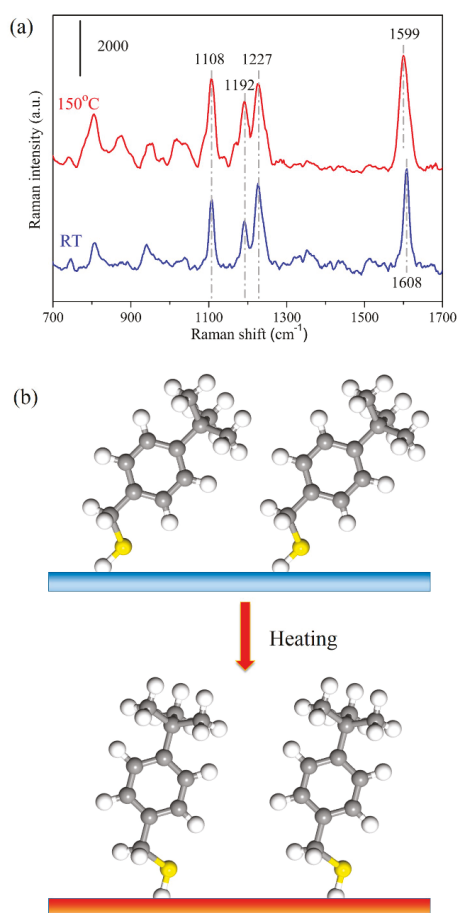 (a)
2000
1599
1108
1227
1192
150°C
RT
1608
Raman intensity (a.u.)
700
900
1100
1300
1500
1700
Raman shift (cm⁻¹)
(b)
Heating